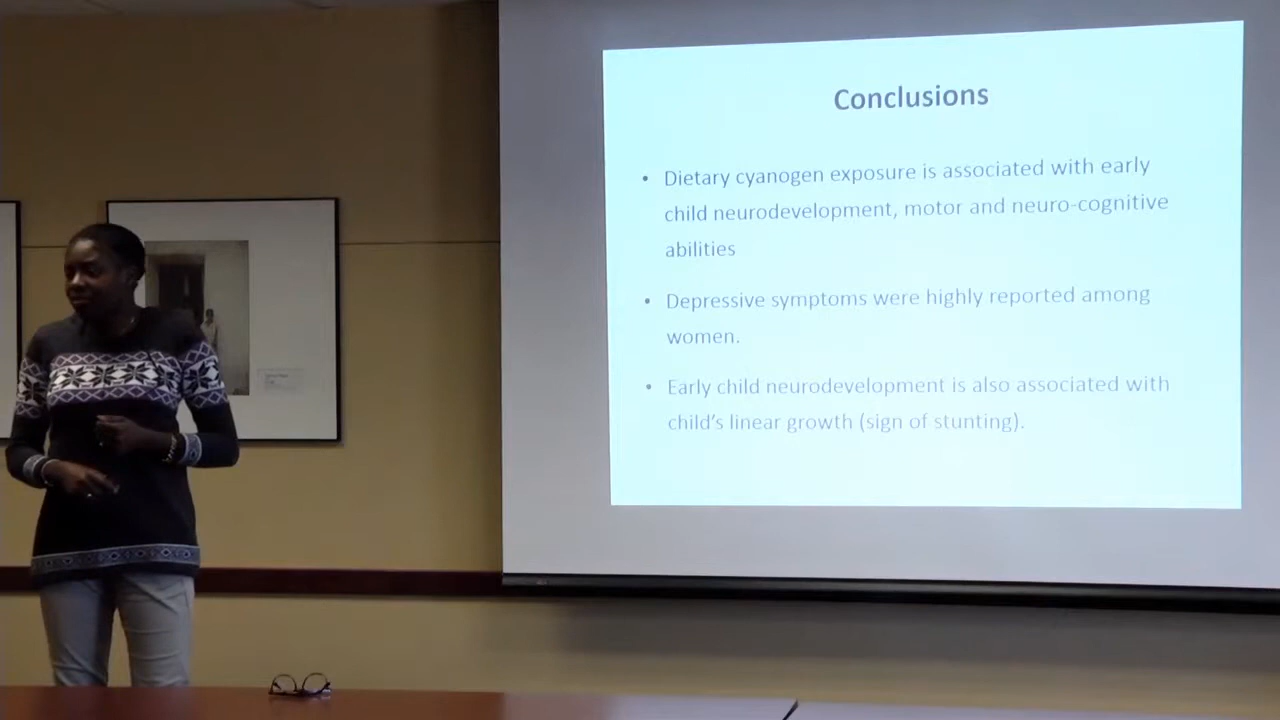 Conclusions
• Dietary cyanogen exposure is associated with early
child neurodevelopment, motor and neuro-cognitive
abilities
• Depressive symptoms were highly reported among
women.
• Early child neurodevelopment is also associated with
child's linear growth (sign of stunting).